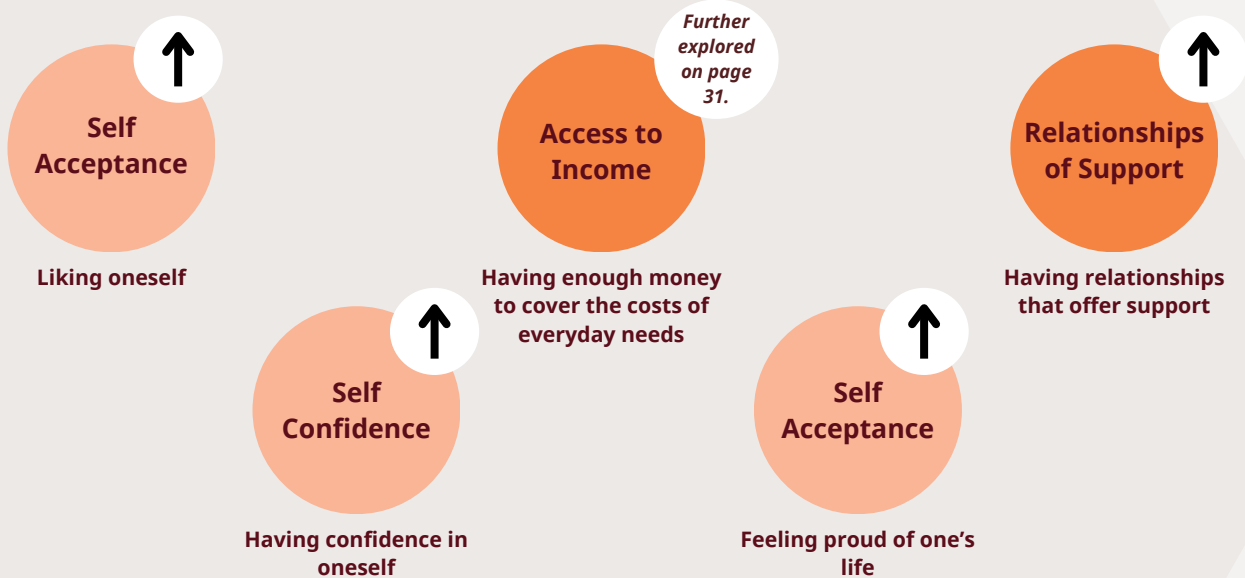 Self
Acceptance
Liking oneself
Self
Confidence
Having confidence in
oneself
Further
explored
on page
31.
Access to
Income
Having enough money
to cover the costs of
everyday needs
Self
Acceptance
Feeling proud of one’s
life
Relationships
of Support
Having relationships
that offer support